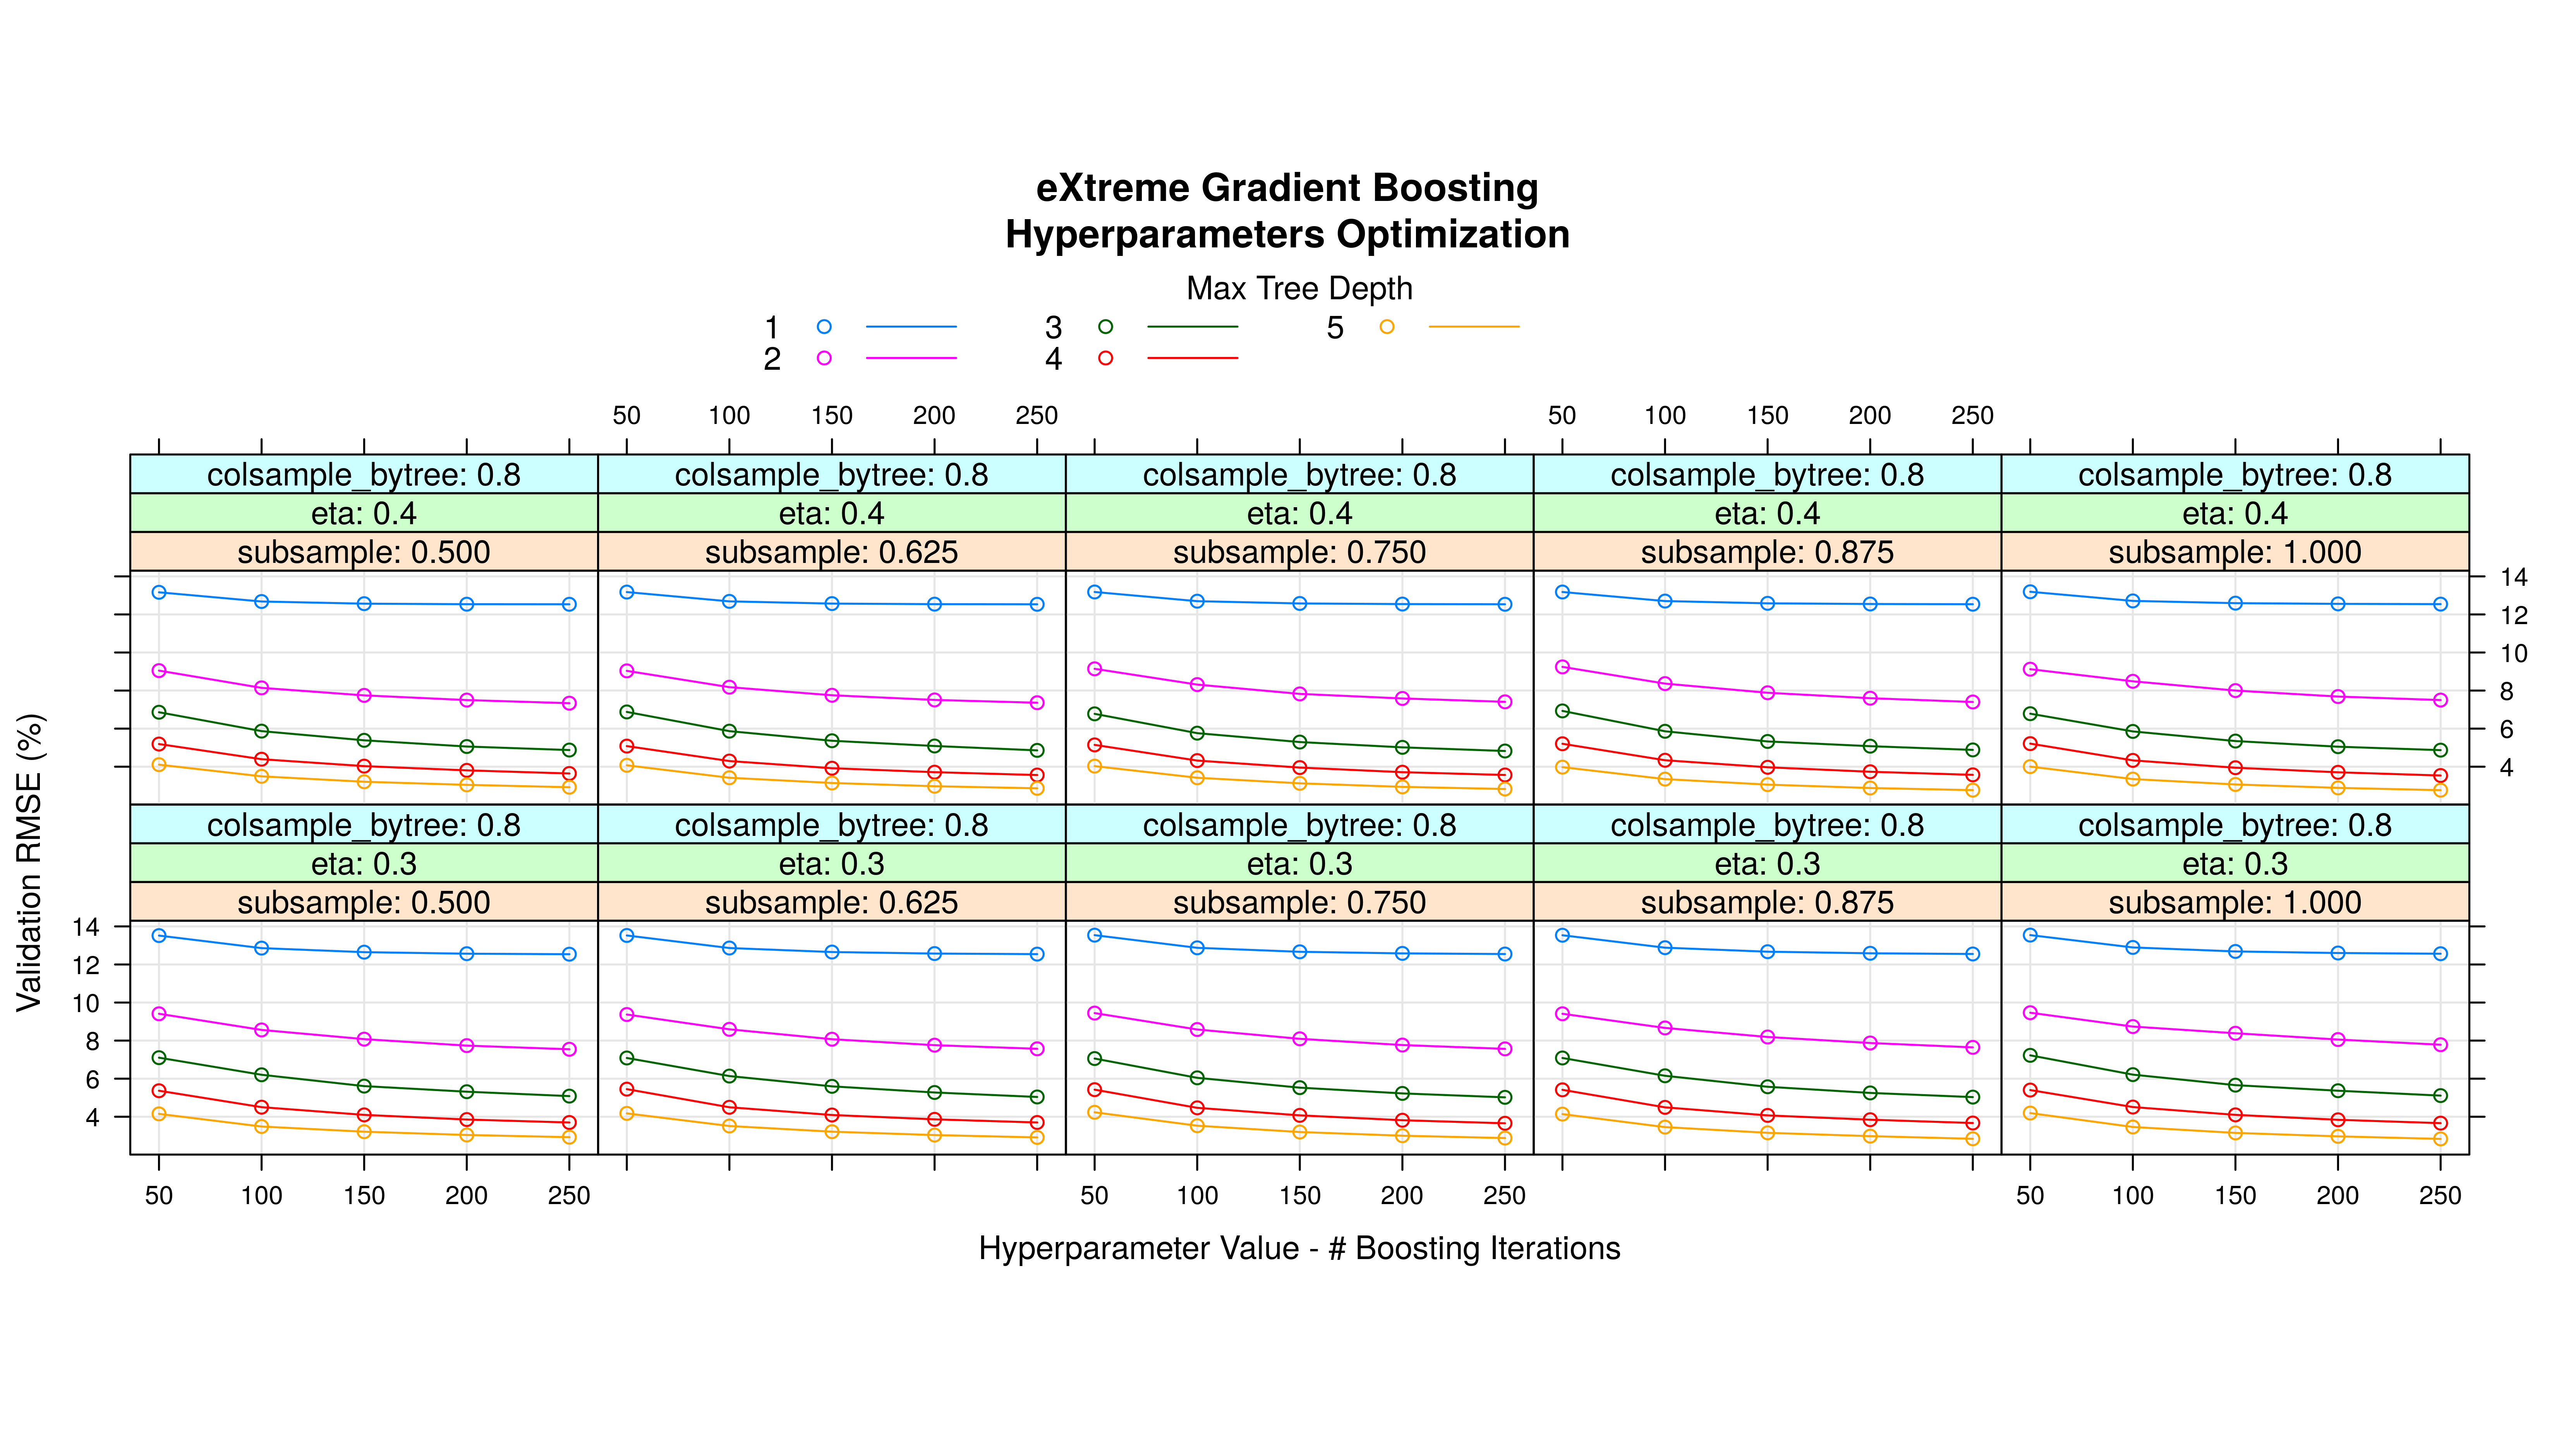 eXtreme Gradient Boosting
Hyperparameters Optimization
Max Tree Depth
1 3 5
2 4
50 100 150 200 250 50 100 150 200 250
colsample_bytree: 0.8 colsample_bytree: 0.8 colsample_bytree: 0.8 colsample_bytree: 0.8 colsample_bytree: 0.8
eta: 0.4 eta: 0.4 eta: 0.4 eta: 0.4 eta: 0.4
subsample: 0.500 subsample: 0.625 subsample: 0.750 subsample: 0.875 subsample: 1.000
14
12
10
8
6
4
Validation RMSE (%)
colsample_bytree: 0.8 colsample_bytree: 0.8 colsample_bytree: 0.8 colsample_bytree: 0.8 colsample_bytree: 0.8
eta: 0.3 eta: 0.3 eta: 0.3 eta: 0.3 eta: 0.3
subsample: 0.500 subsample: 0.625 subsample: 0.750 subsample: 0.875 subsample: 1.000
14
12
10
8
6
4
50 100 150 200 250 50 100 150 200 250 50 100 150 200 250
Hyperparameter Value - # Boosting Iterations